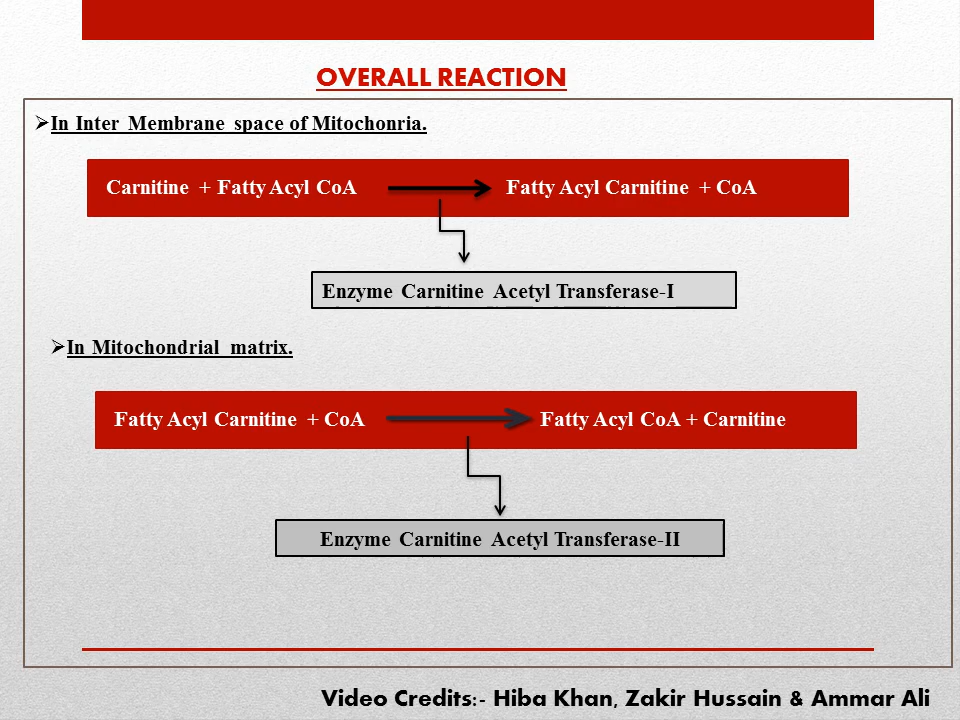 OVERALL REACTION
➢In Inter Membrane space of Mitochonria.
Carnitine + Fatty Acyl CoA Fatty Acyl Carnitine + CoA
Enzyme Carnitine Acetyl Transferase-I
➢In Mitochondrial matrix.
Fatty Acyl Carnitine + CoA Fatty Acyl CoA + Carnitine
Enzyme Carnitine Acetyl Transferase-II
Video Credits:- Hiba Khan, Zakir Hussain & Ammar Ali